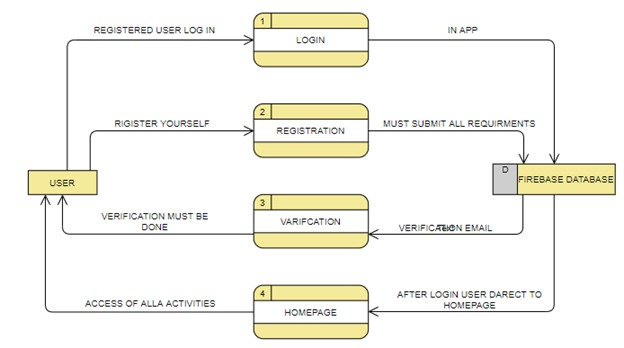 1
REGISTERED USER LOG IN
LOGIN
IN APP
2
RIGISTER YOURSELF
REGISTRATION
MUST SUBMIT ALL REQUIRMENTS
USER
D
FIREBASE DATABASE
3
VERIFICATION MUST BE
DONE
VARIFCATION
VERIFICATION EMAIL
4
ACCESS OF ALLA ACTIVITIES
HOMEPAGE
AFTER LOGIN USER DARECT TO
HOMEPAGE